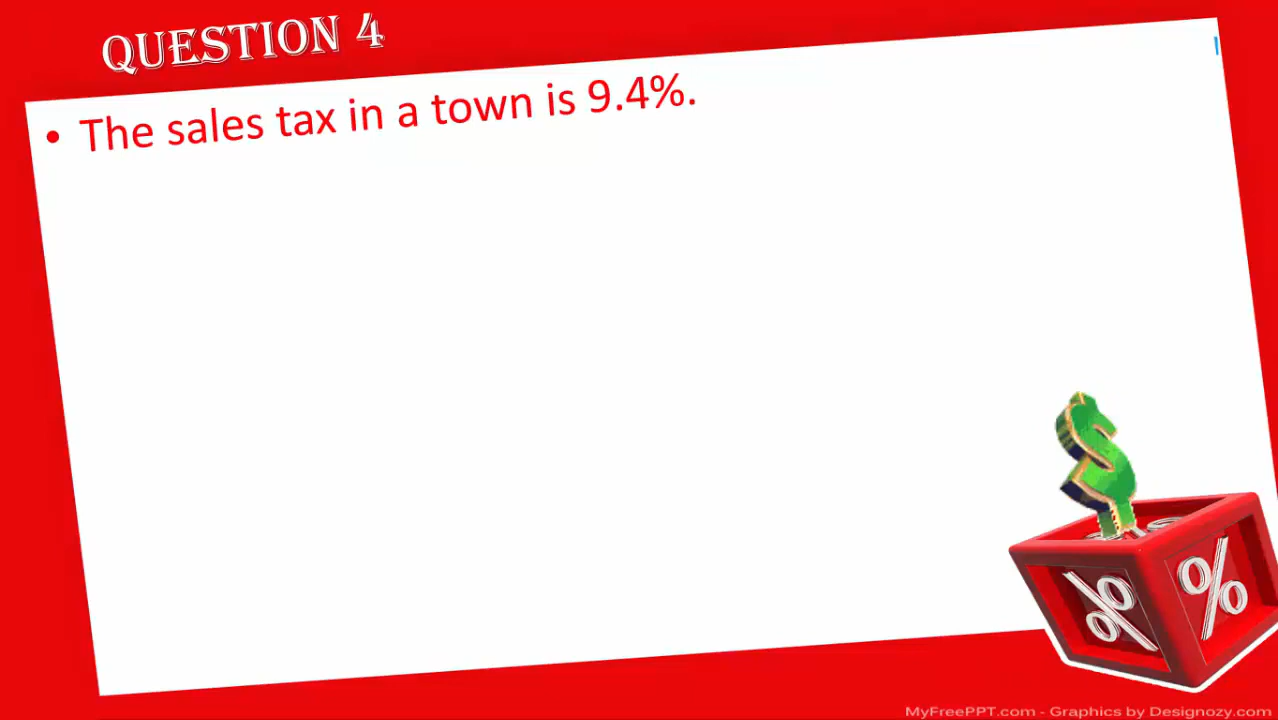 QUESTION 4
• The sales tax in a town is 9.4%.
% %
MyFreePPT.com - Graphics by Designozy.com